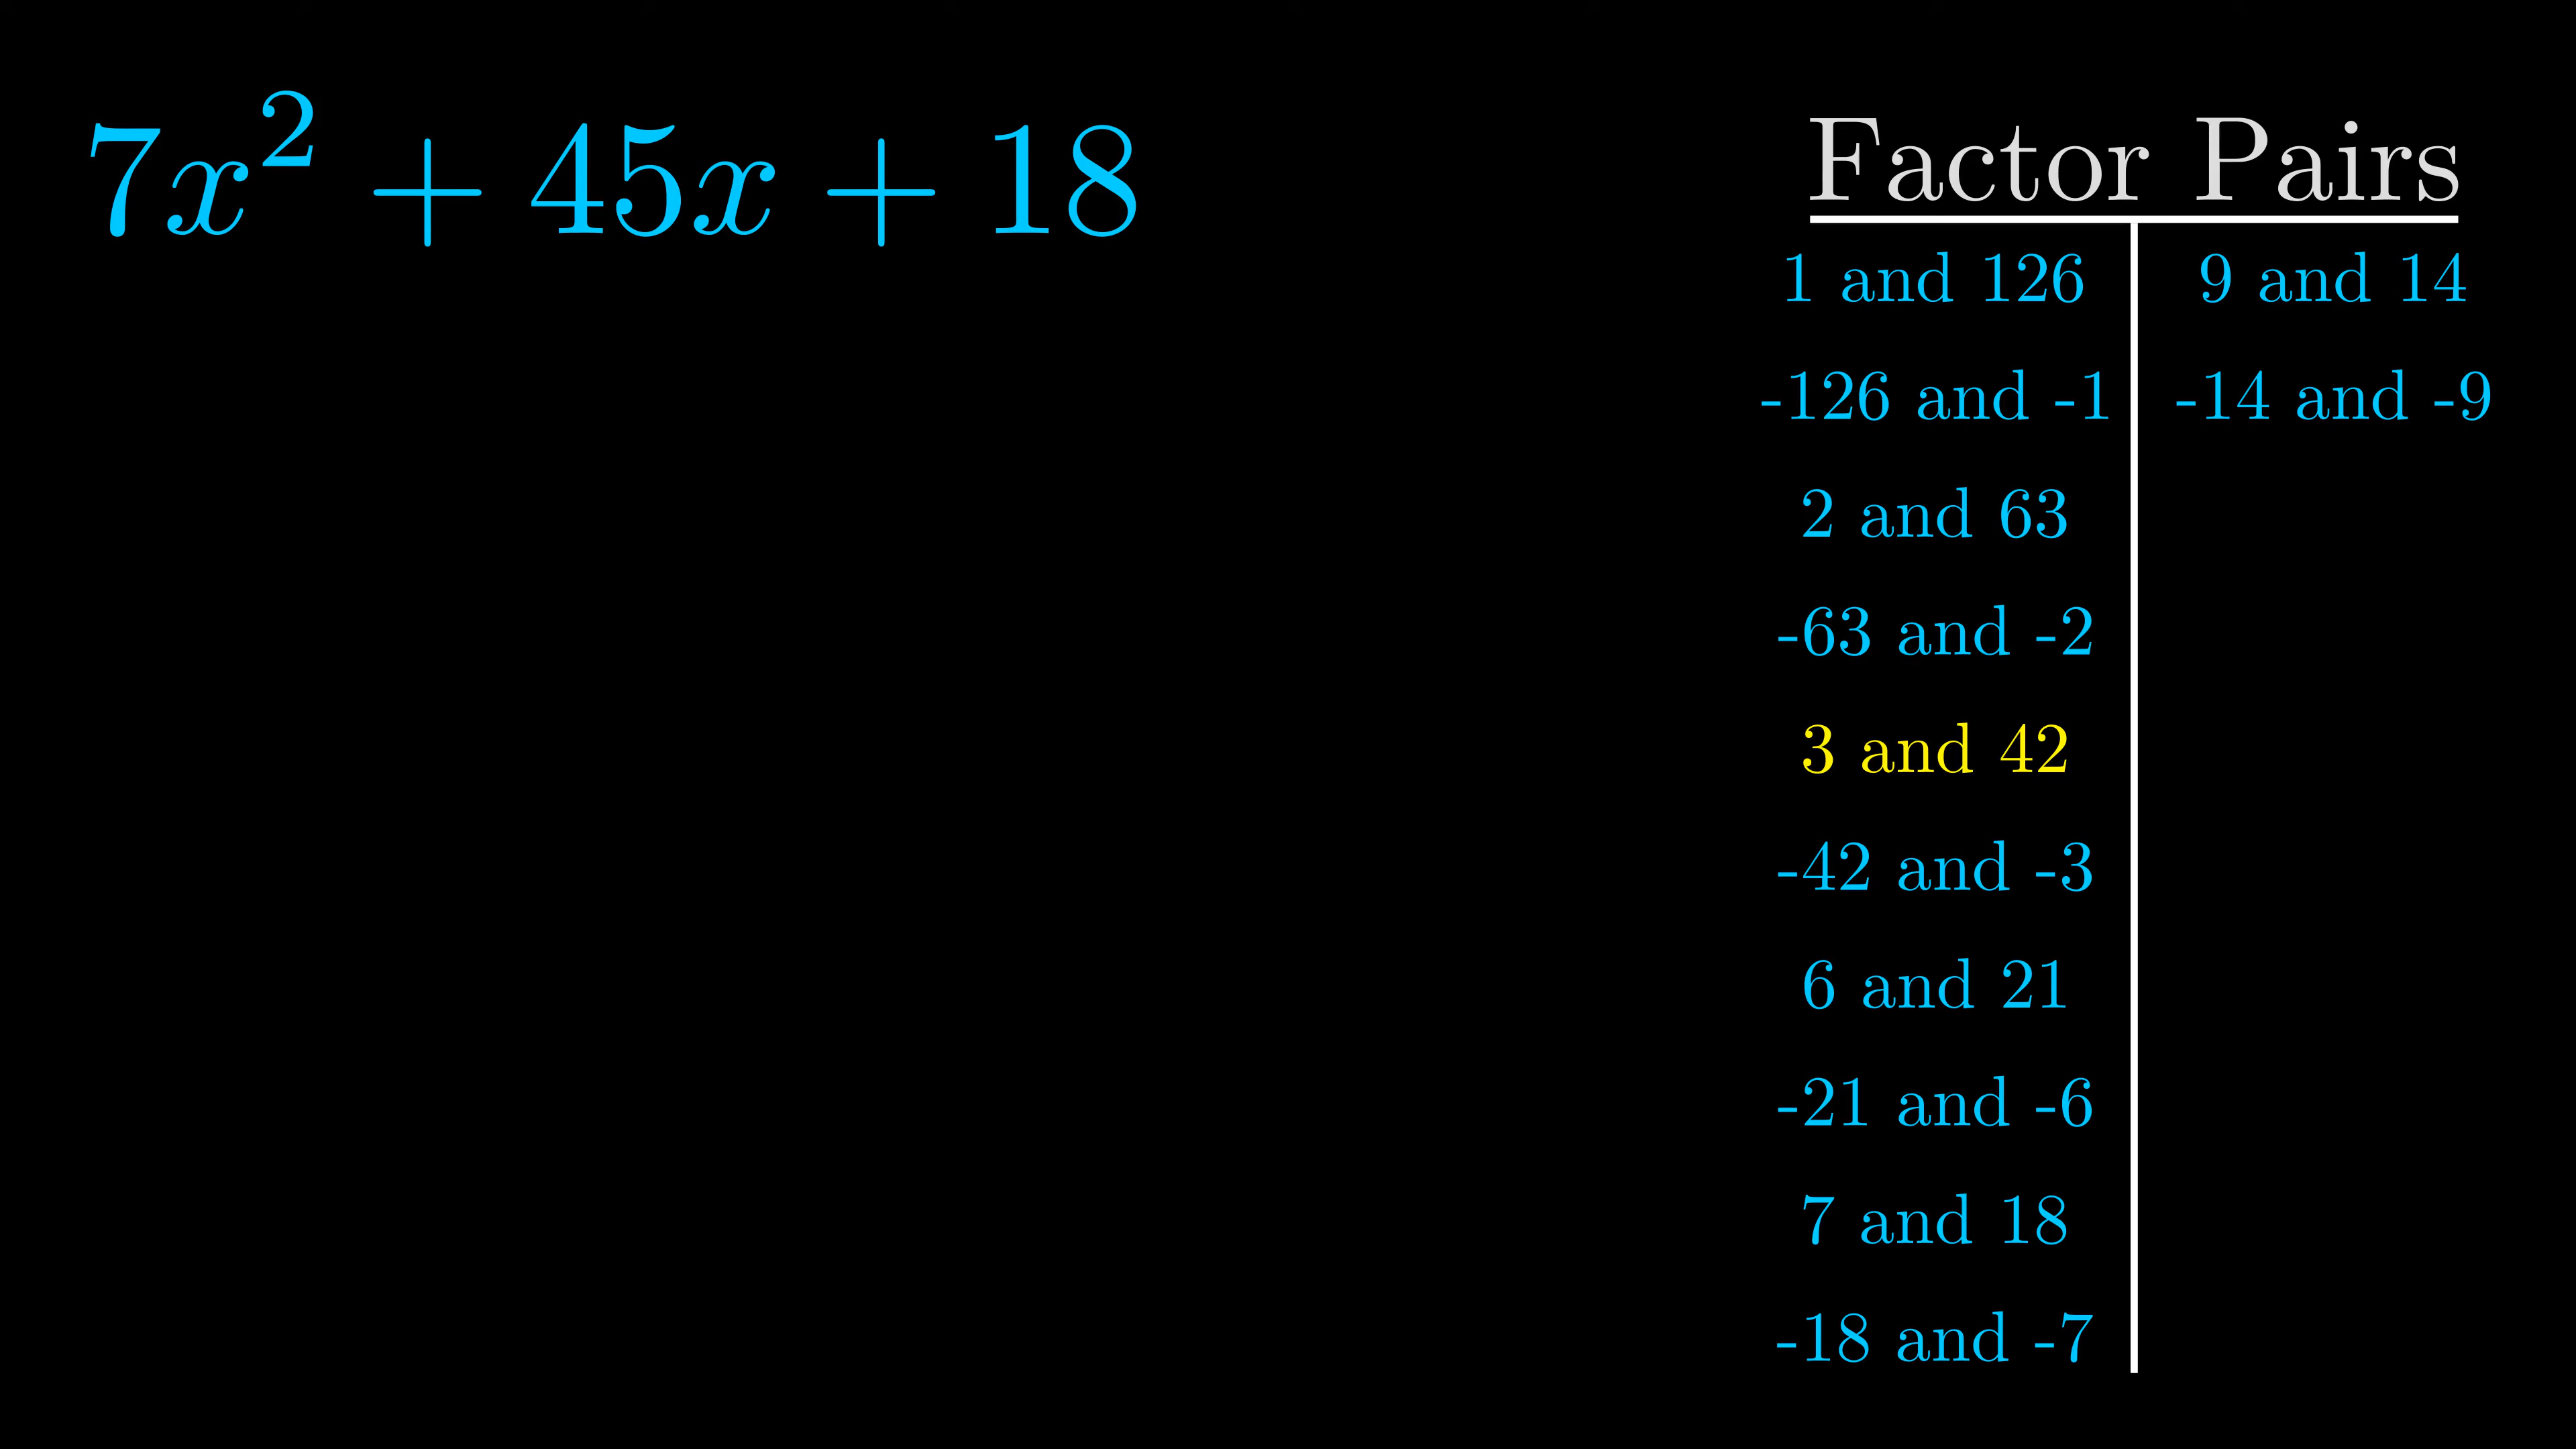 7x² + 45x + 18
Factor Pairs
1 and 126
-126 and -1
2 and 63
-63 and -2
3 and 42
-42 and -3
6 and 21
-21 and -6
7 and 18
-18 and -7
9 and 14
-14 and -9